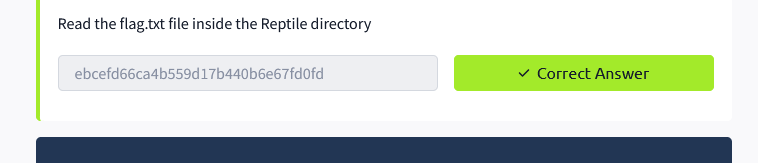 Read the flag.txt file inside the Reptile directory
ebcefd66ca4b559d17b440b6e67fd0fd
✓ Correct Answer